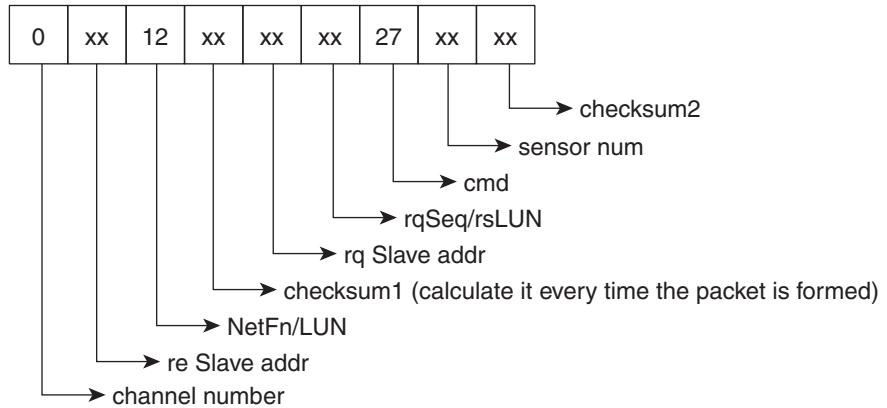 0 xx 12 xx xx xx 27 xx xx
checksum2
sensor num
cmd
rqSeq/rsLUN
rq Slave addr
checksum1 (calculate it every time the packet is formed)
NetFn/LUN
re Slave addr
channel number